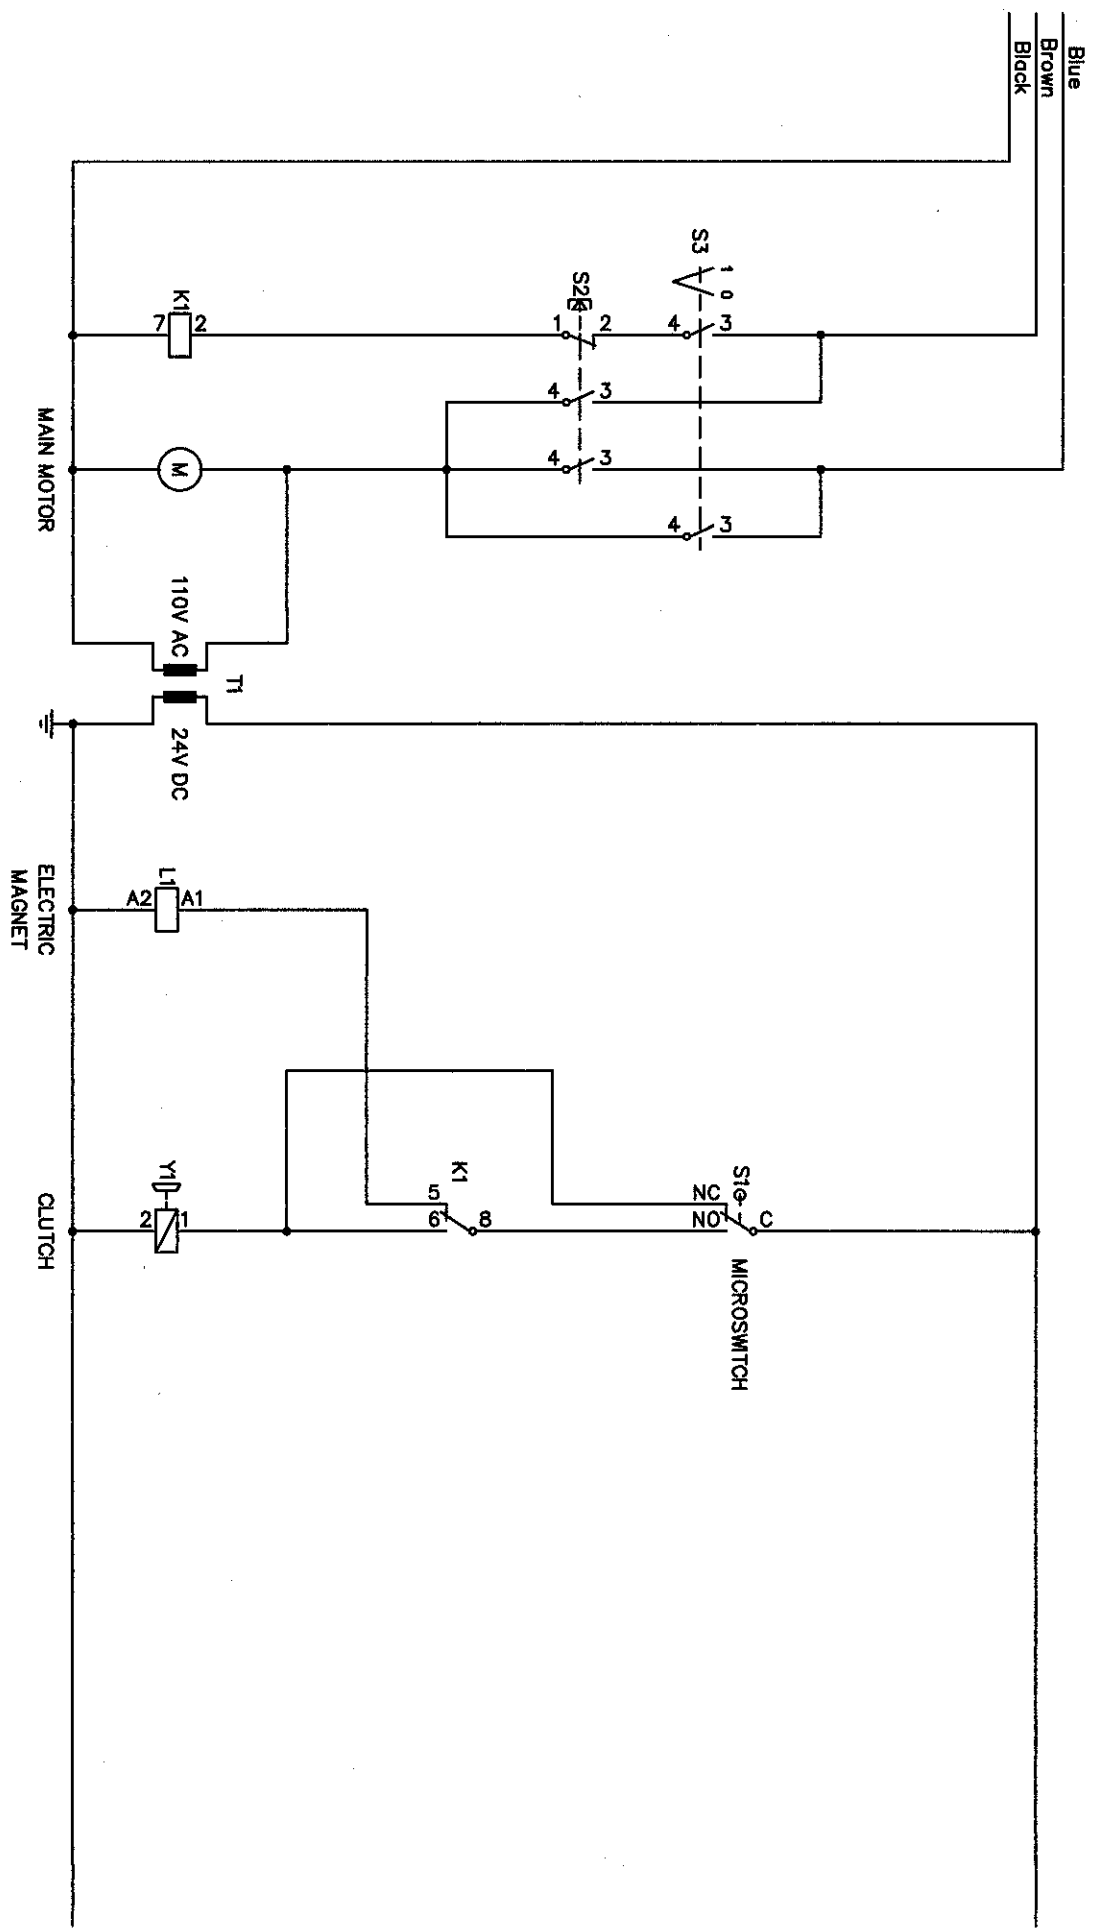 Blue
Brown
Black
S3
1
0
4
3
S2
1
2
4
3
4
3
4
3
K1
7
2
M
MAIN MOTOR
110V AC
T1
24V DC
L1
A2
A1
ELECTRIC
MAGNET
S1
NC
NO
C
MICROSWITCH
K1
5
6
8
Y1
2
1
CLUTCH